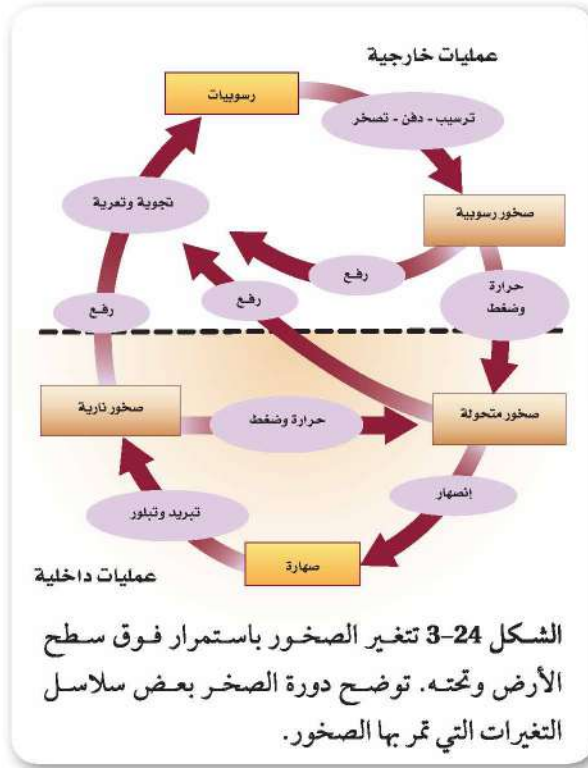 عمليات خارجية
رسوبيات
ترسيب - دفن - تصخر
تجوية وتعرية
صخور رسوبية
رفع
حرارة
وضغط
رفع
رفع
صخور نارية
حرارة وضغط
صخور متحولة
إنصهار
تبريد وتبلور
صهارة
عمليات داخلية
الشكل 24-3 تتغير الصخور باستمرار فوق سطح
الأرض وتحته. توضح دورة الصخر بعض سلاسل
التغيرات التي تمر بها الصخور.